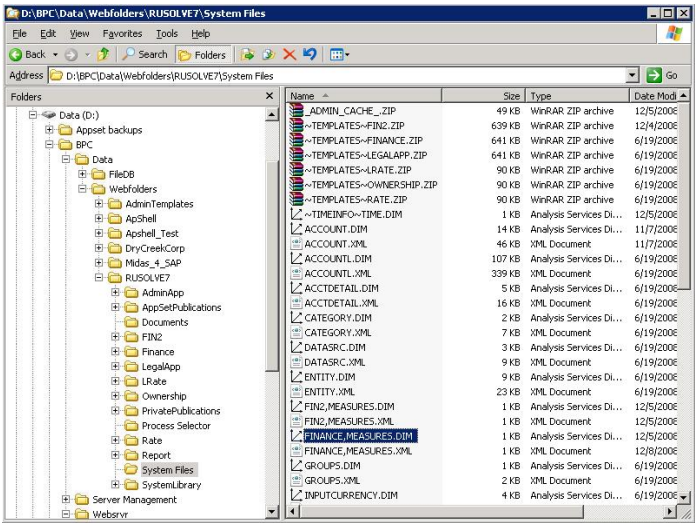 D:\BPC\Data\Webfolders\RUSOLVE7\System Files
File Edit View Favorites Tools Help
Back Search Folders
Address D:\BPC\Data\Webfolders\RUSOLVE7\System Files Go
Folders
Data (D:)
Appset backups
BPC
Data
FileDB
Webfolders
AdminTemplates
ApShell
Apshell_Test
DryCreekCorp
Midas_4_SAP
RUSOLVE7
AdminApp
AppSetPublications
Documents
FIN2
Finance
LegalApp
LRate
Ownership
PrivatePublications
Process Selector
Rate
Report
System Files
SystemLibrary
Server Management
Websrvr
Name Size Type Date Modi
_ADMIN_CACHE_.ZIP 49 KB WinRAR ZIP archive 12/5/2008
~TEMPLATES~FIN2.ZIP 639 KB WinRAR ZIP archive 12/4/2008
~TEMPLATES~FINANCE.ZIP 641 KB WinRAR ZIP archive 6/19/2008
~TEMPLATES~LEGALAPP.ZIP 641 KB WinRAR ZIP archive 6/19/2008
~TEMPLATES~LRATE.ZIP 90 KB WinRAR ZIP archive 6/19/2008
~TEMPLATES~OWNERSHIP.ZIP 90 KB WinRAR ZIP archive 6/19/2008
~TEMPLATES~RATE.ZIP 90 KB WinRAR ZIP archive 6/19/2008
~TIMEINFO~TIME.DIM 1 KB Analysis Services Di... 12/5/2008
ACCOUNT.DIM 14 KB Analysis Services Di... 11/7/2008
ACCOUNT.XML 46 KB XML Document 11/7/2008
ACCOUNTL.DIM 107 KB Analysis Services Di... 6/19/2008
ACCOUNTL.XML 339 KB XML Document 6/19/2008
ACCTDETAIL.DIM 5 KB Analysis Services Di... 6/19/2008
ACCTDETAIL.XML 16 KB XML Document 6/19/2008
CATEGORY.DIM 2 KB Analysis Services Di... 6/19/2008
CATEGORY.XML 7 KB XML Document 6/19/2008
DATASRC.DIM 3 KB Analysis Services Di... 6/19/2008
DATASRC.XML 9 KB XML Document 6/19/2008
ENTITY.DIM 9 KB Analysis Services Di... 6/19/2008
ENTITY.XML 23 KB XML Document 6/19/2008
FIN2,MEASURES.DIM 1 KB Analysis Services Di... 12/5/2008
FIN2,MEASURES.XML 1 KB XML Document 12/5/2008
FINANCE,MEASURES.DIM 1 KB Analysis Services Di... 12/5/2008
FINANCE,MEASURES.XML 1 KB XML Document 12/8/2008
GROUPS.DIM 1 KB Analysis Services Di... 6/19/2008
GROUPS.XML 2 KB XML Document 6/19/2008
INPUTCURRENCY.DIM 4 KB Analysis Services Di... 6/19/2008